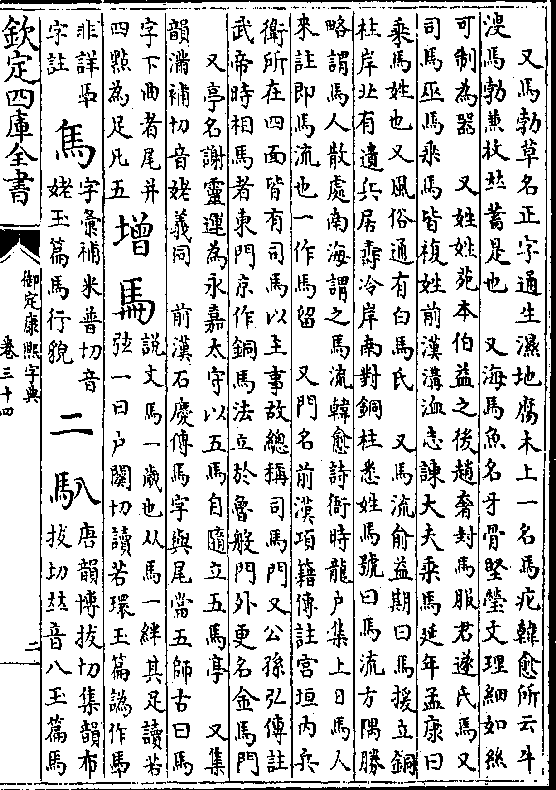 又馬勃草名正字通生濕地腐木上一名馬疕韓愈所云牛
溲馬勃兼收𠀤蓄是也　又海馬魚名牙骨堅瑩文理細如絲
可制為器　又姓姓苑本伯益之後趙奢封馬服君遂氏馬又
司馬巫馬乘馬皆複姓前漢溝洫志諫大夫乘馬延年孟康曰
乘馬姓也又風俗通有白馬氏　又馬流俞益期曰馬援立銅
柱岸北有遺兵居壽泠岸南對銅柱悉姓馬號曰馬流方隅勝
略謂馬人散處南海謂之馬流韓愈詩衙時龍户集上日馬人
來註即馬流也一作馬留　又門名前漢項籍傳註宮垣内兵
衛所在四面皆有司馬以主事故總稱司馬門又公孫弘傳註
武帝時相馬者東門京作銅馬法立於魯般門外更名金馬門
又亭名謝靈運為永嘉太守以五馬自隨立五馬亭　又集
韻滿補切音姥義同　前漢石慶傳馬字與尾當五師古曰馬
字下曲者尾并四點為足凡五　增馬　說文馬一歲也从馬一絆其足讀若弦一曰户關切讀若環玉篇譌作馬
非詳馬字註　馬　字彙補米普切音姥玉篇馬行貌　二　馬八　唐韻博拔切集韻布拔切𠀤音八玉篇馬
欽定四庫全書
御定康熙字典
卷三十四
二